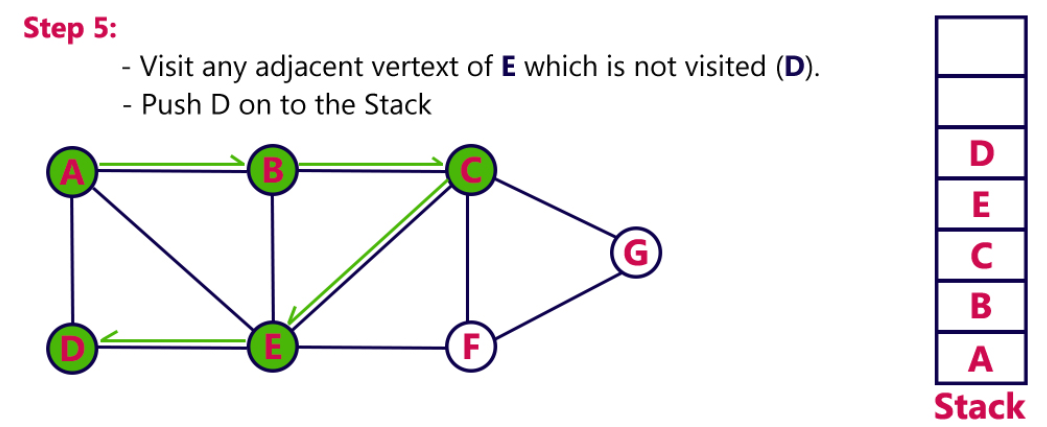 Step 5:
- Visit any adjacent vertext of E which is not visited (D).
- Push D on to the Stack
A
B
C
G
D
E
F
D
E
C
B
A
Stack